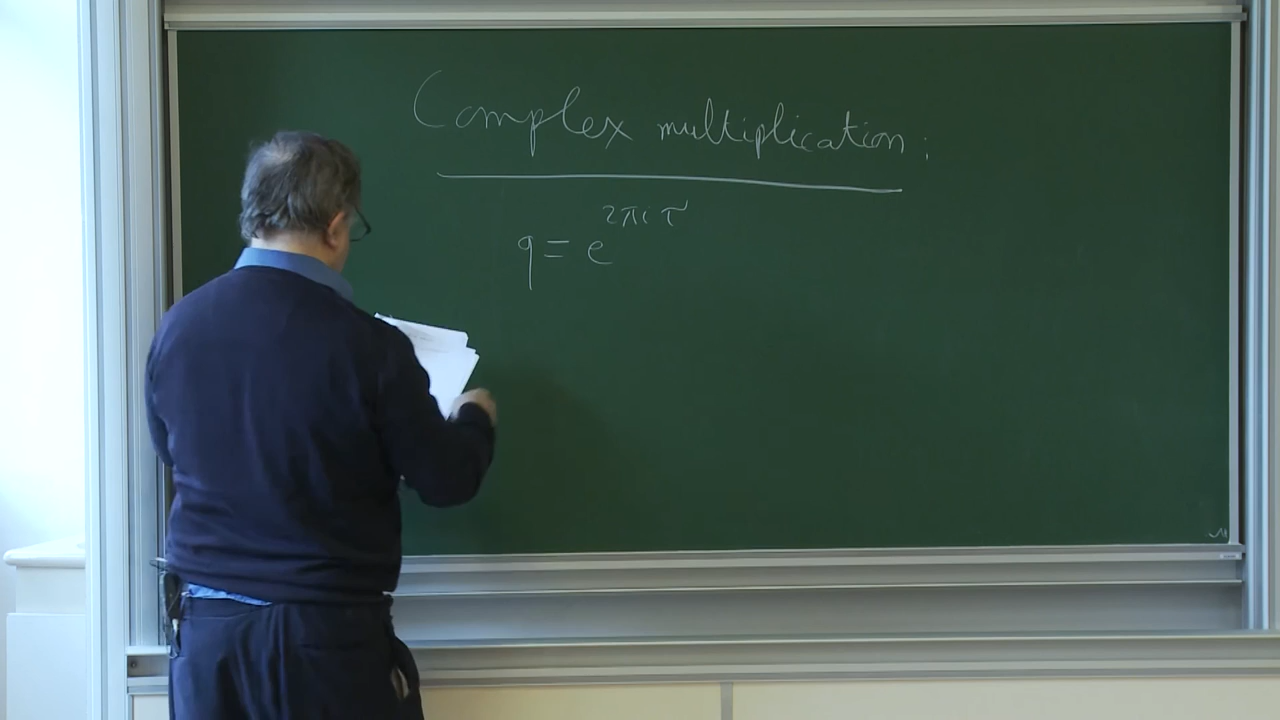 Complex multiplication:
q = e^{2πiτ}